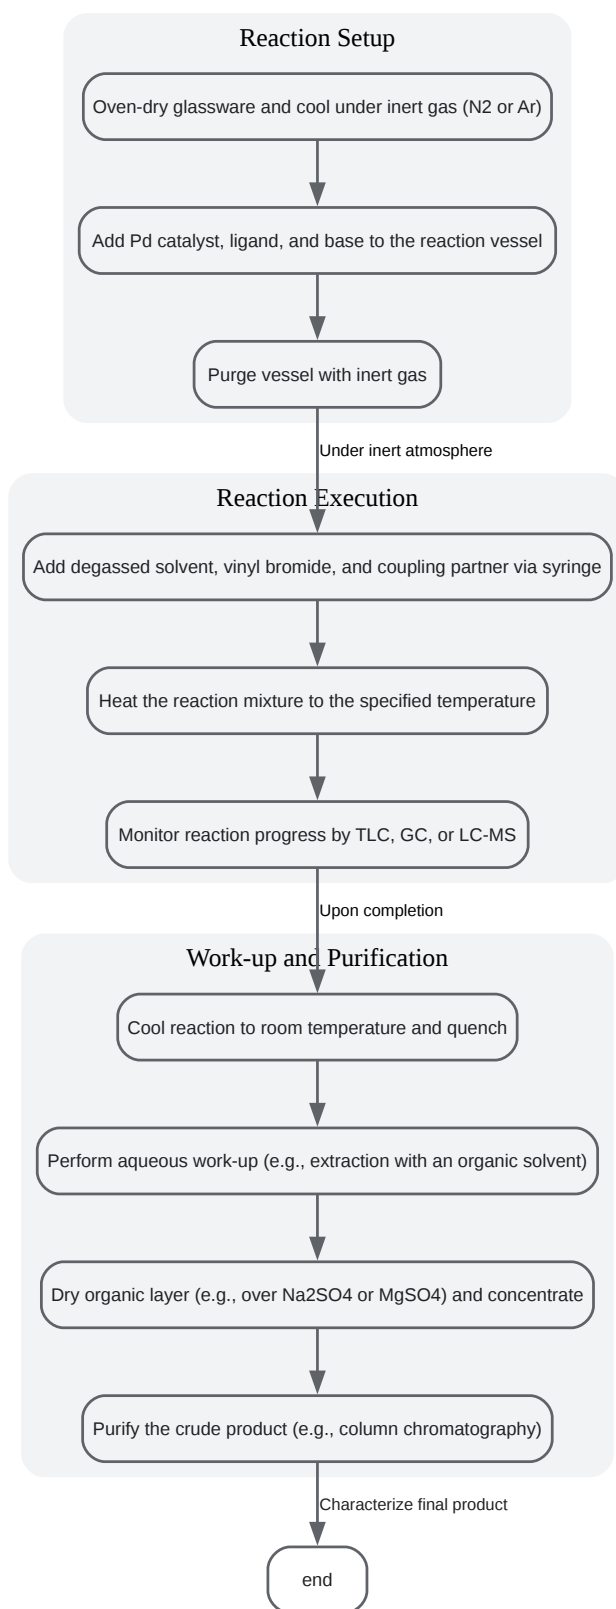 Reaction Setup
Oven-dry glassware and cool under inert gas (N2 or Ar)
Add Pd catalyst, ligand, and base to the reaction vessel
Purge vessel with inert gas
Under inert atmosphere
Reaction Execution
Add degassed solvent, vinyl bromide, and coupling partner via syringe
Heat the reaction mixture to the specified temperature
Monitor reaction progress by TLC, GC, or LC-MS
Upon completion
Work-up and Purification
Cool reaction to room temperature and quench
Perform aqueous work-up (e.g., extraction with an organic solvent)
Dry organic layer (e.g., over Na2SO4 or MgSO4) and concentrate
Purify the crude product (e.g., column chromatography)
Characterize final product
end